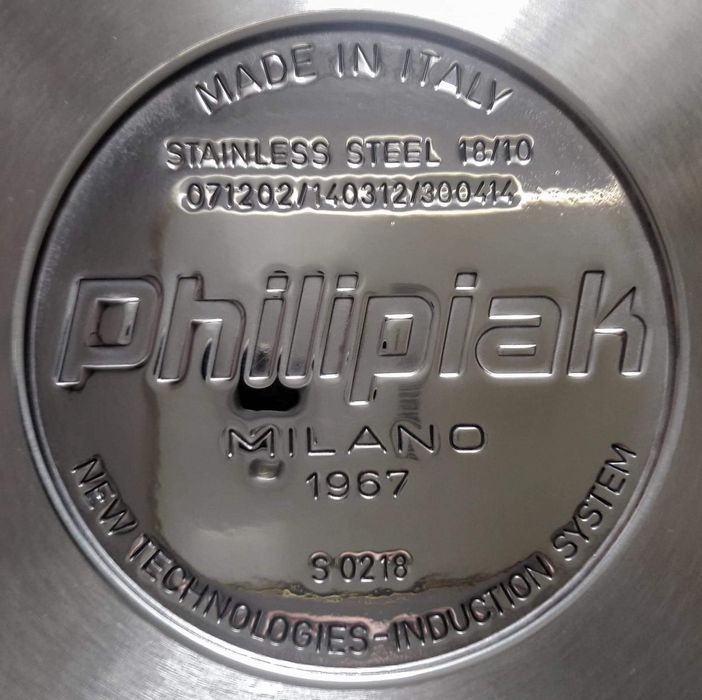 MADE IN ITALY
STAINLESS STEEL 18/10
071202/140312/300414
philipiak
MILANO
1967
S 0218
NEW TECHNOLOGIES-INDUCTION SYSTEM